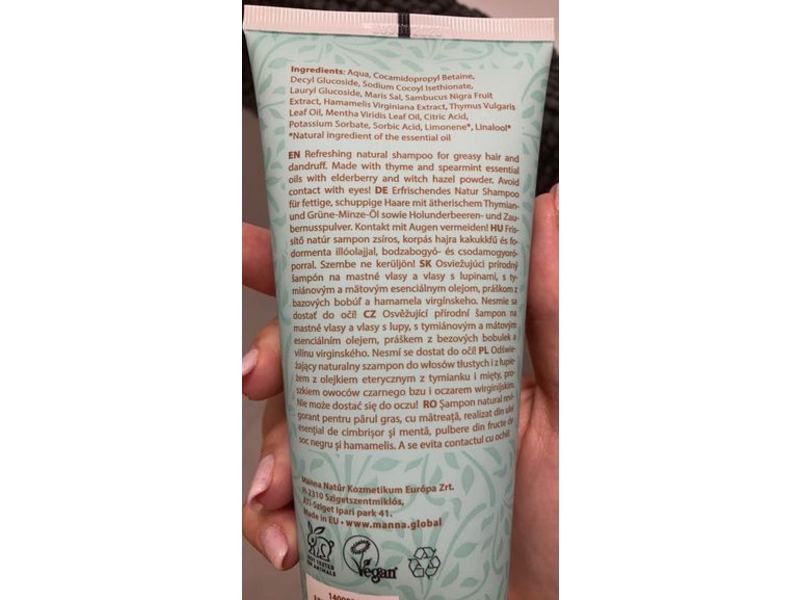 Ingredients: Aqua, Cocamidopropyl Betaine,
Decyl Glucoside, Sodium Cocoyl Isethionate,
Lauryl Glucoside, Maris Sal, Sambucus Nigra Fruit
Extract, Hamamelis Virginiana Extract, Thymus Vulgaris
Leaf Oil, Mentha Viridis Leaf Oil, Citric Acid,
Potassium Sorbate, Sorbic Acid, Limonene*, Linalool*
*Natural ingredient of the essential oil
EN Refreshing natural shampoo for greasy hair and
dandruff. Made with thyme and spearmint essential
oils with elderberry and witch hazel powder. Avoid
contact with eyes! DE Erfrischendes Natur Shampoo
für fettige, schuppige Haare mit ätherischem Thymian-
und Grüne-Minze-Öl sowie Holunderbeeren- und Zau-
bernusspulver. Kontakt mit Augen vermeiden! HU Fris-
sítő natúr sampon zsíros, korpás hajra kakukkfű és fo-
dormenta illóolajjal, bodzabogyó- és csodamogyoró-
porral. Szembe ne kerüljön! SK Osviežujúci prírodný
šampón na mastné vlasy a vlasy s lupinami, s ty-
miánovým a mätovým esenciálnym olejom, práškom z
bazových bobúľ a hamamela virgínskeho. Nesmie sa
dostať do očí! CZ Osvěžující přírodní šampon na
mastné vlasy a vlasy s lupy, s tymiánovým a mátovým
esenciálním olejem, práškem z bezových bobulek a
vilínu virginského. Nesmí se dostat do očí! PL Odświe-
żający naturalny szampon do włosów tłustych i z łupie-
żem z olejkiem eterycznym z tymianku i mięty, pro-
szkiem owoców czarnego bzu i oczarem wirginijskim.
Nie może dostać się do oczu! RO Șampon natural revi-
gorant pentru părul gras, cu mătreață, realizat din ulei
esențial de cimbrișor și mentă, pulbere din fructe de
soc negru și hamamelis. A se evita contactul cu ochii!
Manna Natúr Kozmetikum Európa Zrt.
H-2310 Szigetszentmiklós,
ÁTI-Sziget Ipari park 41.
Made in EU • www.manna.global
NOT TESTED
ON ANIMALS
Vegan